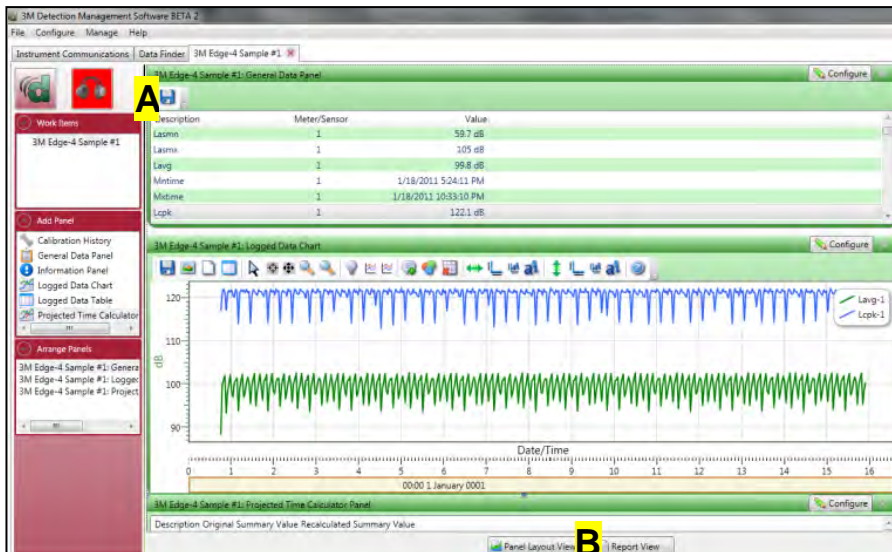 3M Detection Management Software BETA 2
File Configure Manage Help
Instrument Communications Data Finder 3M Edge-4 Sample #1
3M Edge-4 Sample #1: General Data Panel Configure
A
Work Items
3M Edge-4 Sample #1
Description Meter/Sensor Value
Lasmn 1 59.7 dB
Lasmx 1 105 dB
Lavg 1 99.8 dB
Mntime 1 1/18/2011 5:24:11 PM
Mxtime 1 1/18/2011 10:33:10 PM
Lcpk 1 122.1 dB
Add Panel
Calibration History
General Data Panel
Information Panel
Logged Data Chart
Logged Data Table
Projected Time Calculator
Arrange Panels
3M Edge-4 Sample #1: Genera
3M Edge-4 Sample #1: Logged
3M Edge-4 Sample #1: Project
3M Edge-4 Sample #1: Logged Data Chart Configure
Lavg-1
Lcpk-1
120
110
100
90
dB
Date/Time
0 1 2 3 4 5 6 7 8 9 10 11 12 13 14 15 16
00:00 1 January 0001
3M Edge-4 Sample #1: Projected Time Calculator Panel Configure
Description Original Summary Value Recalculated Summary Value
Panel Layout View B Report View